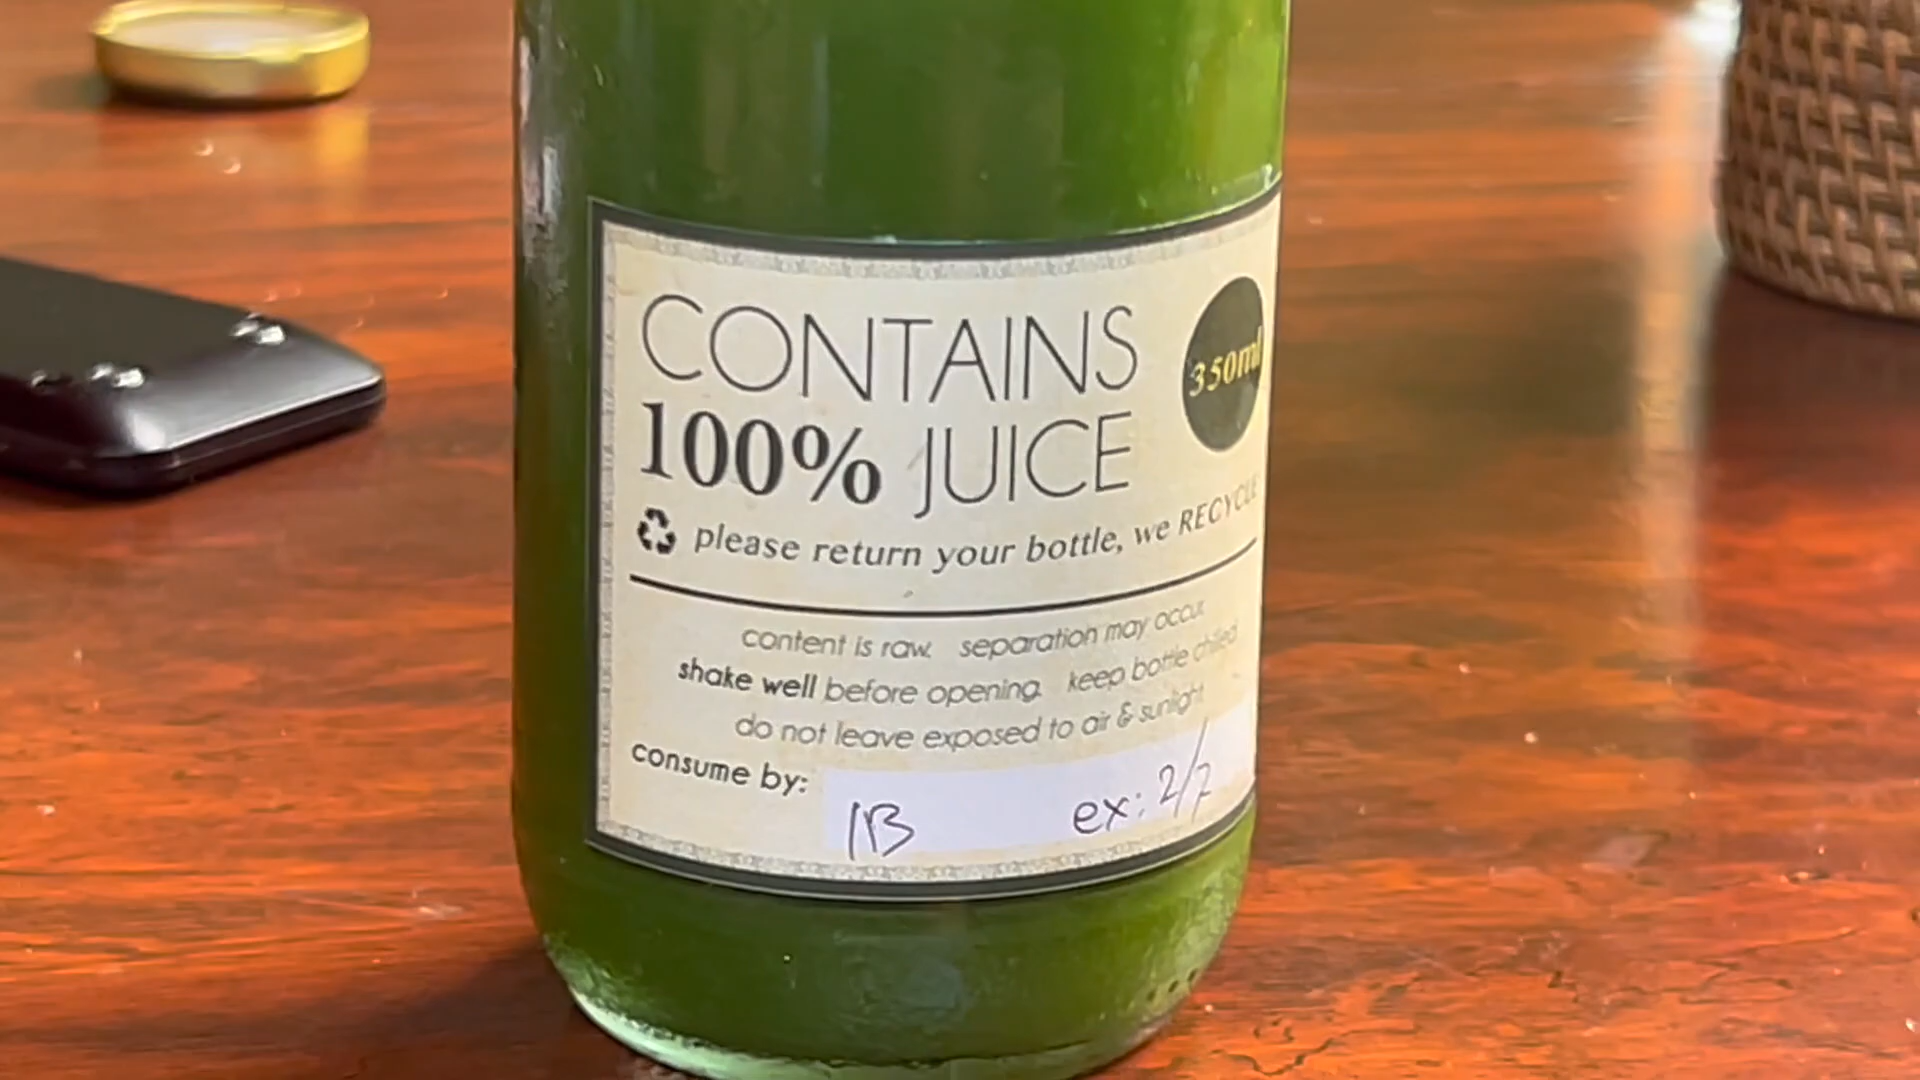 CONTAINS
100% JUICE
350ml
please return your bottle, we RECYCLE
content is raw. separation may occur.
shake well before opening. keep bottle chilled
do not leave exposed to air & sunlight
consume by:
1B ex: 2/7